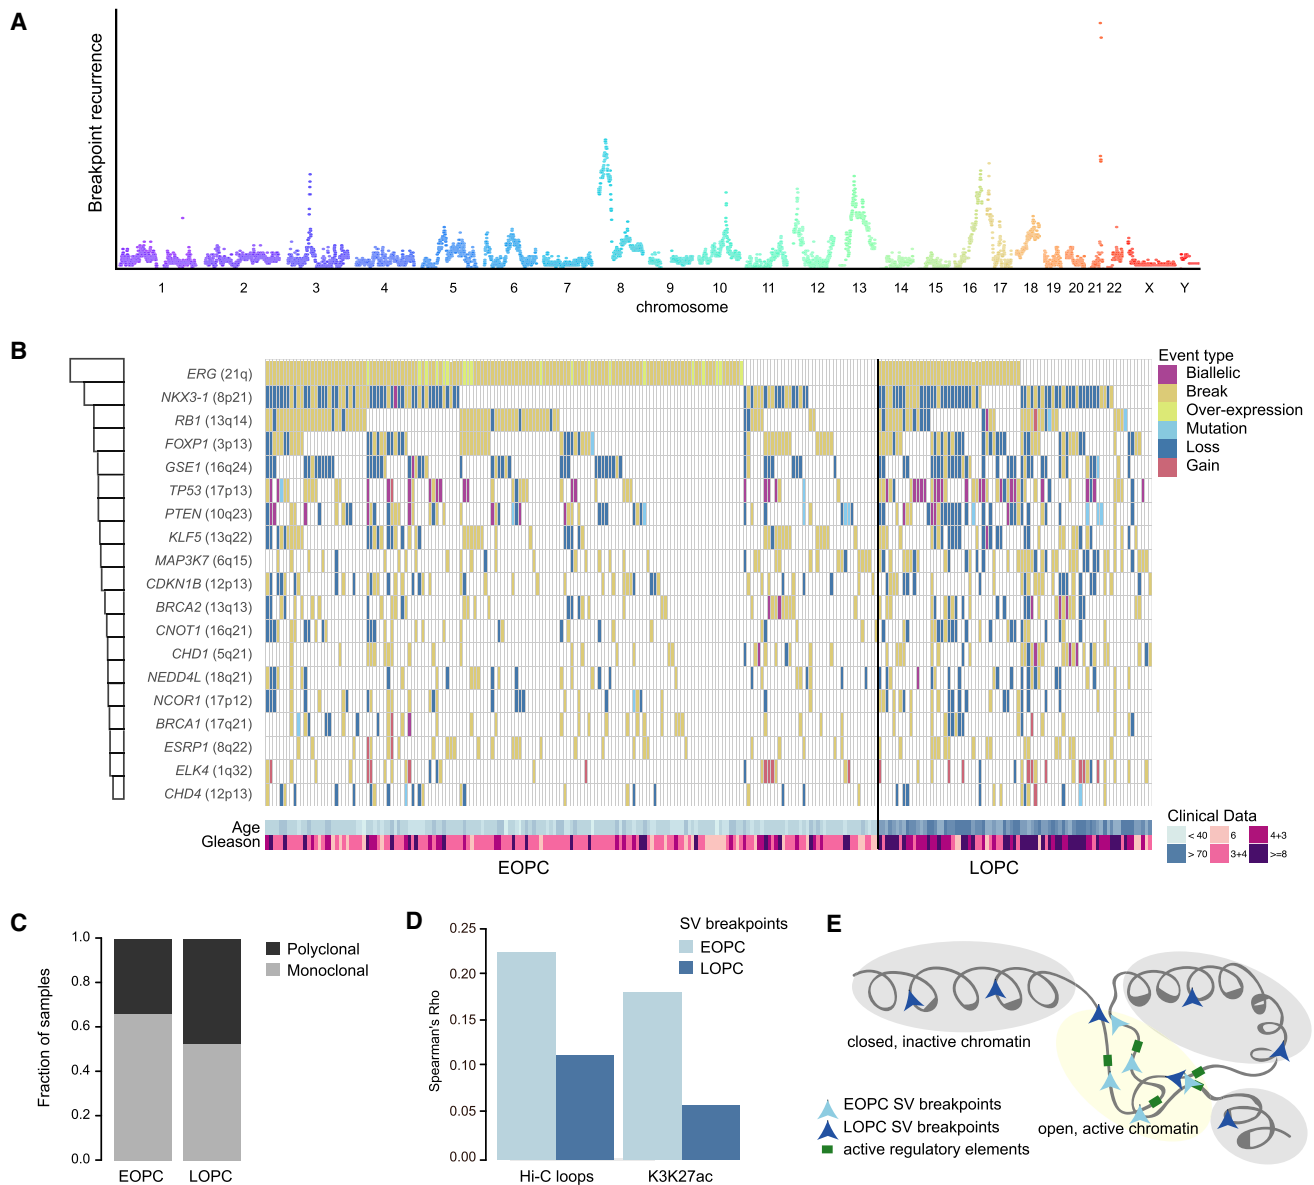 A
Breakpoint recurrence
1 2 3 4 5 6 7 8 9 10 11 12 13 14 15 16 17 18 19 20 21 22 X Y
chromosome
B
ERG (21q)
NKX3-1 (8p21)
RB1 (13q14)
FOXP1 (3p13)
GSE1 (16q24)
TP53 (17p13)
PTEN (10q23)
KLF5 (13q22)
MAP3K7 (6q15)
CDKN1B (12p13)
BRCA2 (13q13)
CNOT1 (16q21)
CHD1 (5q21)
NEDD4L (18q21)
NCOR1 (17p12)
BRCA1 (17q21)
ESRP1 (8q22)
ELK4 (1q32)
CHD4 (12p13)
Age
Gleason
EOPC
LOPC
Event type
Biallelic
Break
Over-expression
Mutation
Loss
Gain
Clinical Data
< 40 6 4+3
> 70 3+4 >=8
C
Fraction of samples
1.0
0.8
0.6
0.4
0.2
0.0
EOPC LOPC
Polyclonal
Monoclonal
D
Spearman's Rho
0.25
0.20
0.15
0.10
0.05
0.00
Hi-C loops K3K27ac
SV breakpoints
EOPC
LOPC
E
closed, inactive chromatin
open, active chromatin
EOPC SV breakpoints
LOPC SV breakpoints
active regulatory elements